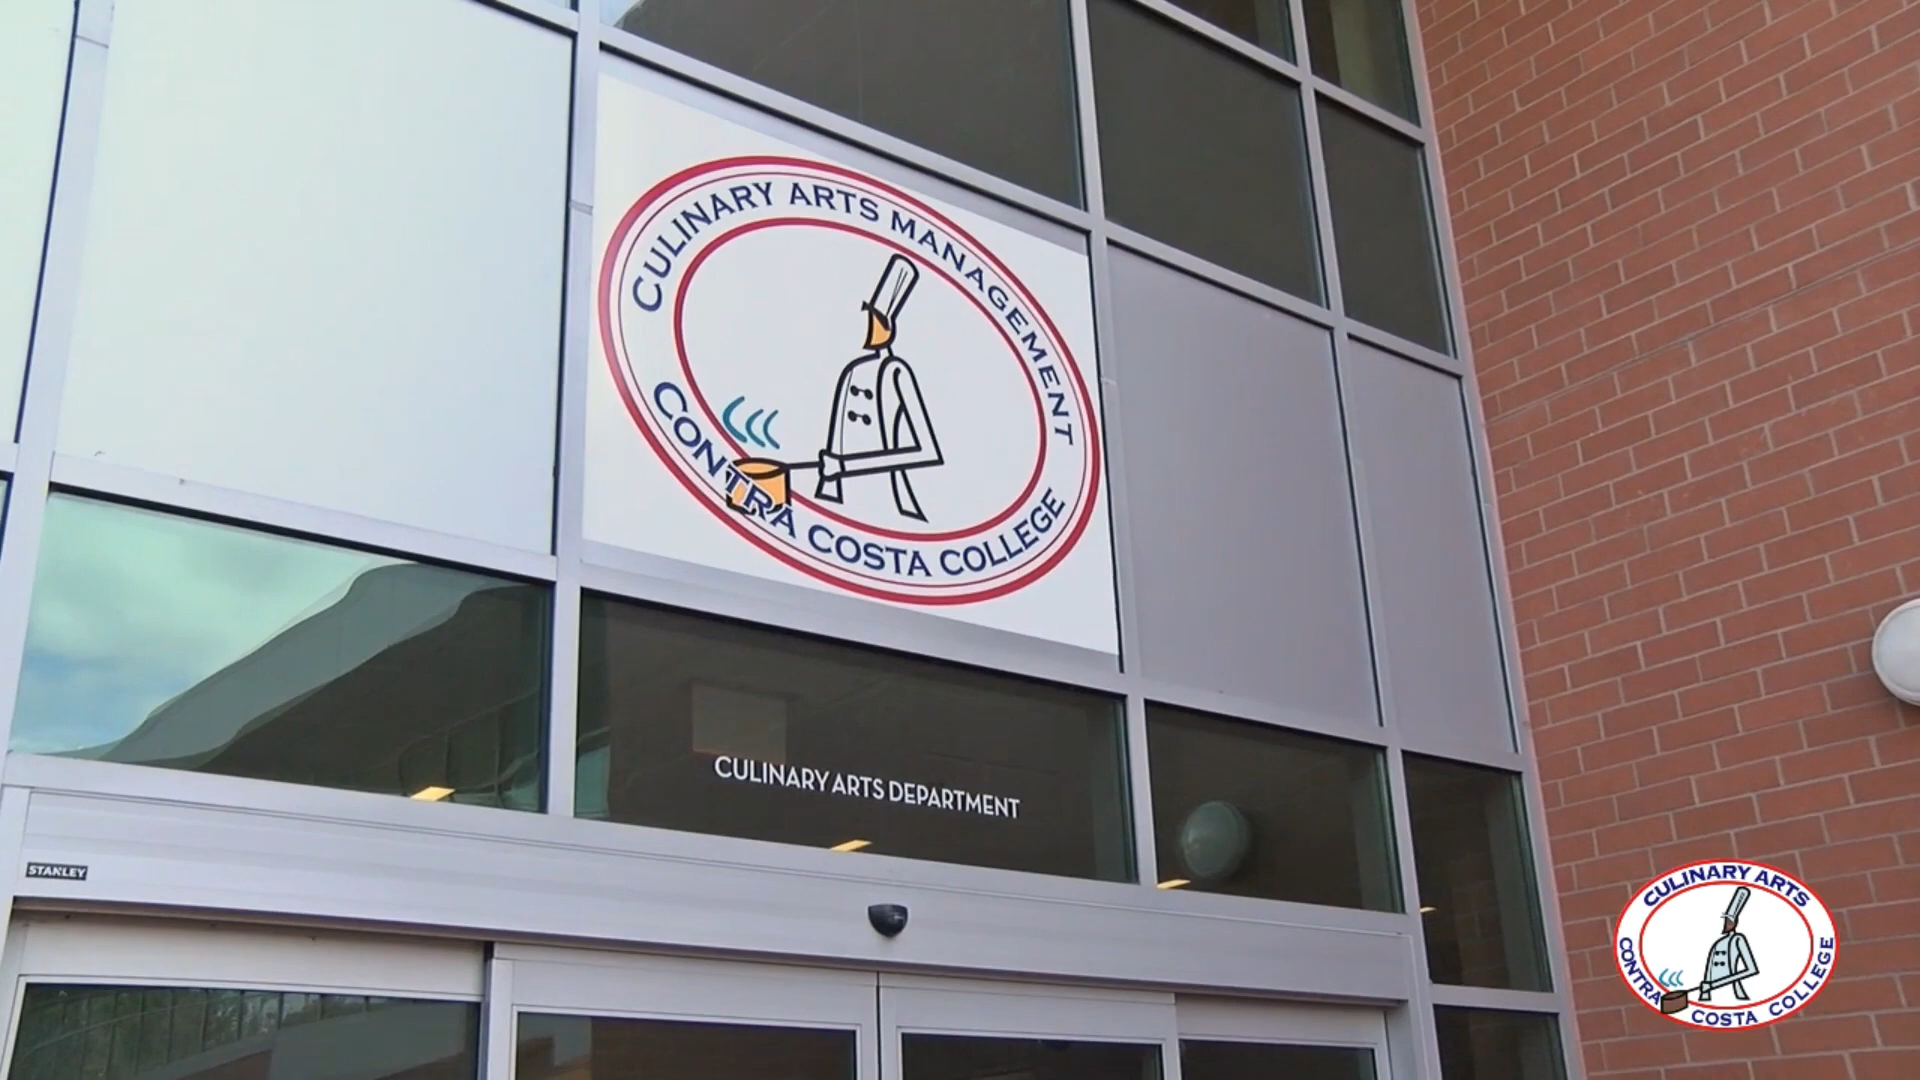 CULINARY ARTS MANAGEMENT
CONTRA COSTA COLLEGE
CULINARY ARTS DEPARTMENT
STANLEY
CULINARY ARTS
CONTRA COSTA COLLEGE